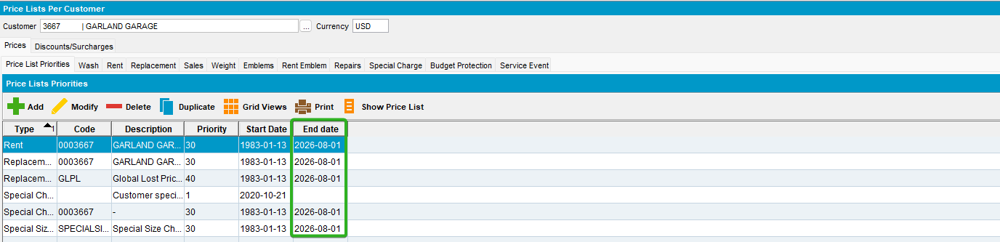 Price Lists Per Customer
Customer 3667 | GARLAND GARAGE ... Currency USD
Prices Discounts/Surcharges
Price List Priorities Wash Rent Replacement Sales Weight Emblems Rent Emblem Repairs Special Charge Budget Protection Service Event
Price Lists Priorities
Add Modify Delete Duplicate Grid Views Print Show Price List
Type 1 Code Description Priority Start Date End date
Rent 0003667 GARLAND GAR... 30 1983-01-13 2026-08-01
Replacem... 0003667 GARLAND GAR... 30 1983-01-13 2026-08-01
Replacem... GLPL Global Lost Pric... 40 1983-01-13 2026-08-01
Special Ch... Customer speci... 1 2020-10-21
Special Ch... 0003667 - 30 1983-01-13 2026-08-01
Special Siz... SPECIALSI... Special Size Ch... 30 1983-01-13 2026-08-01